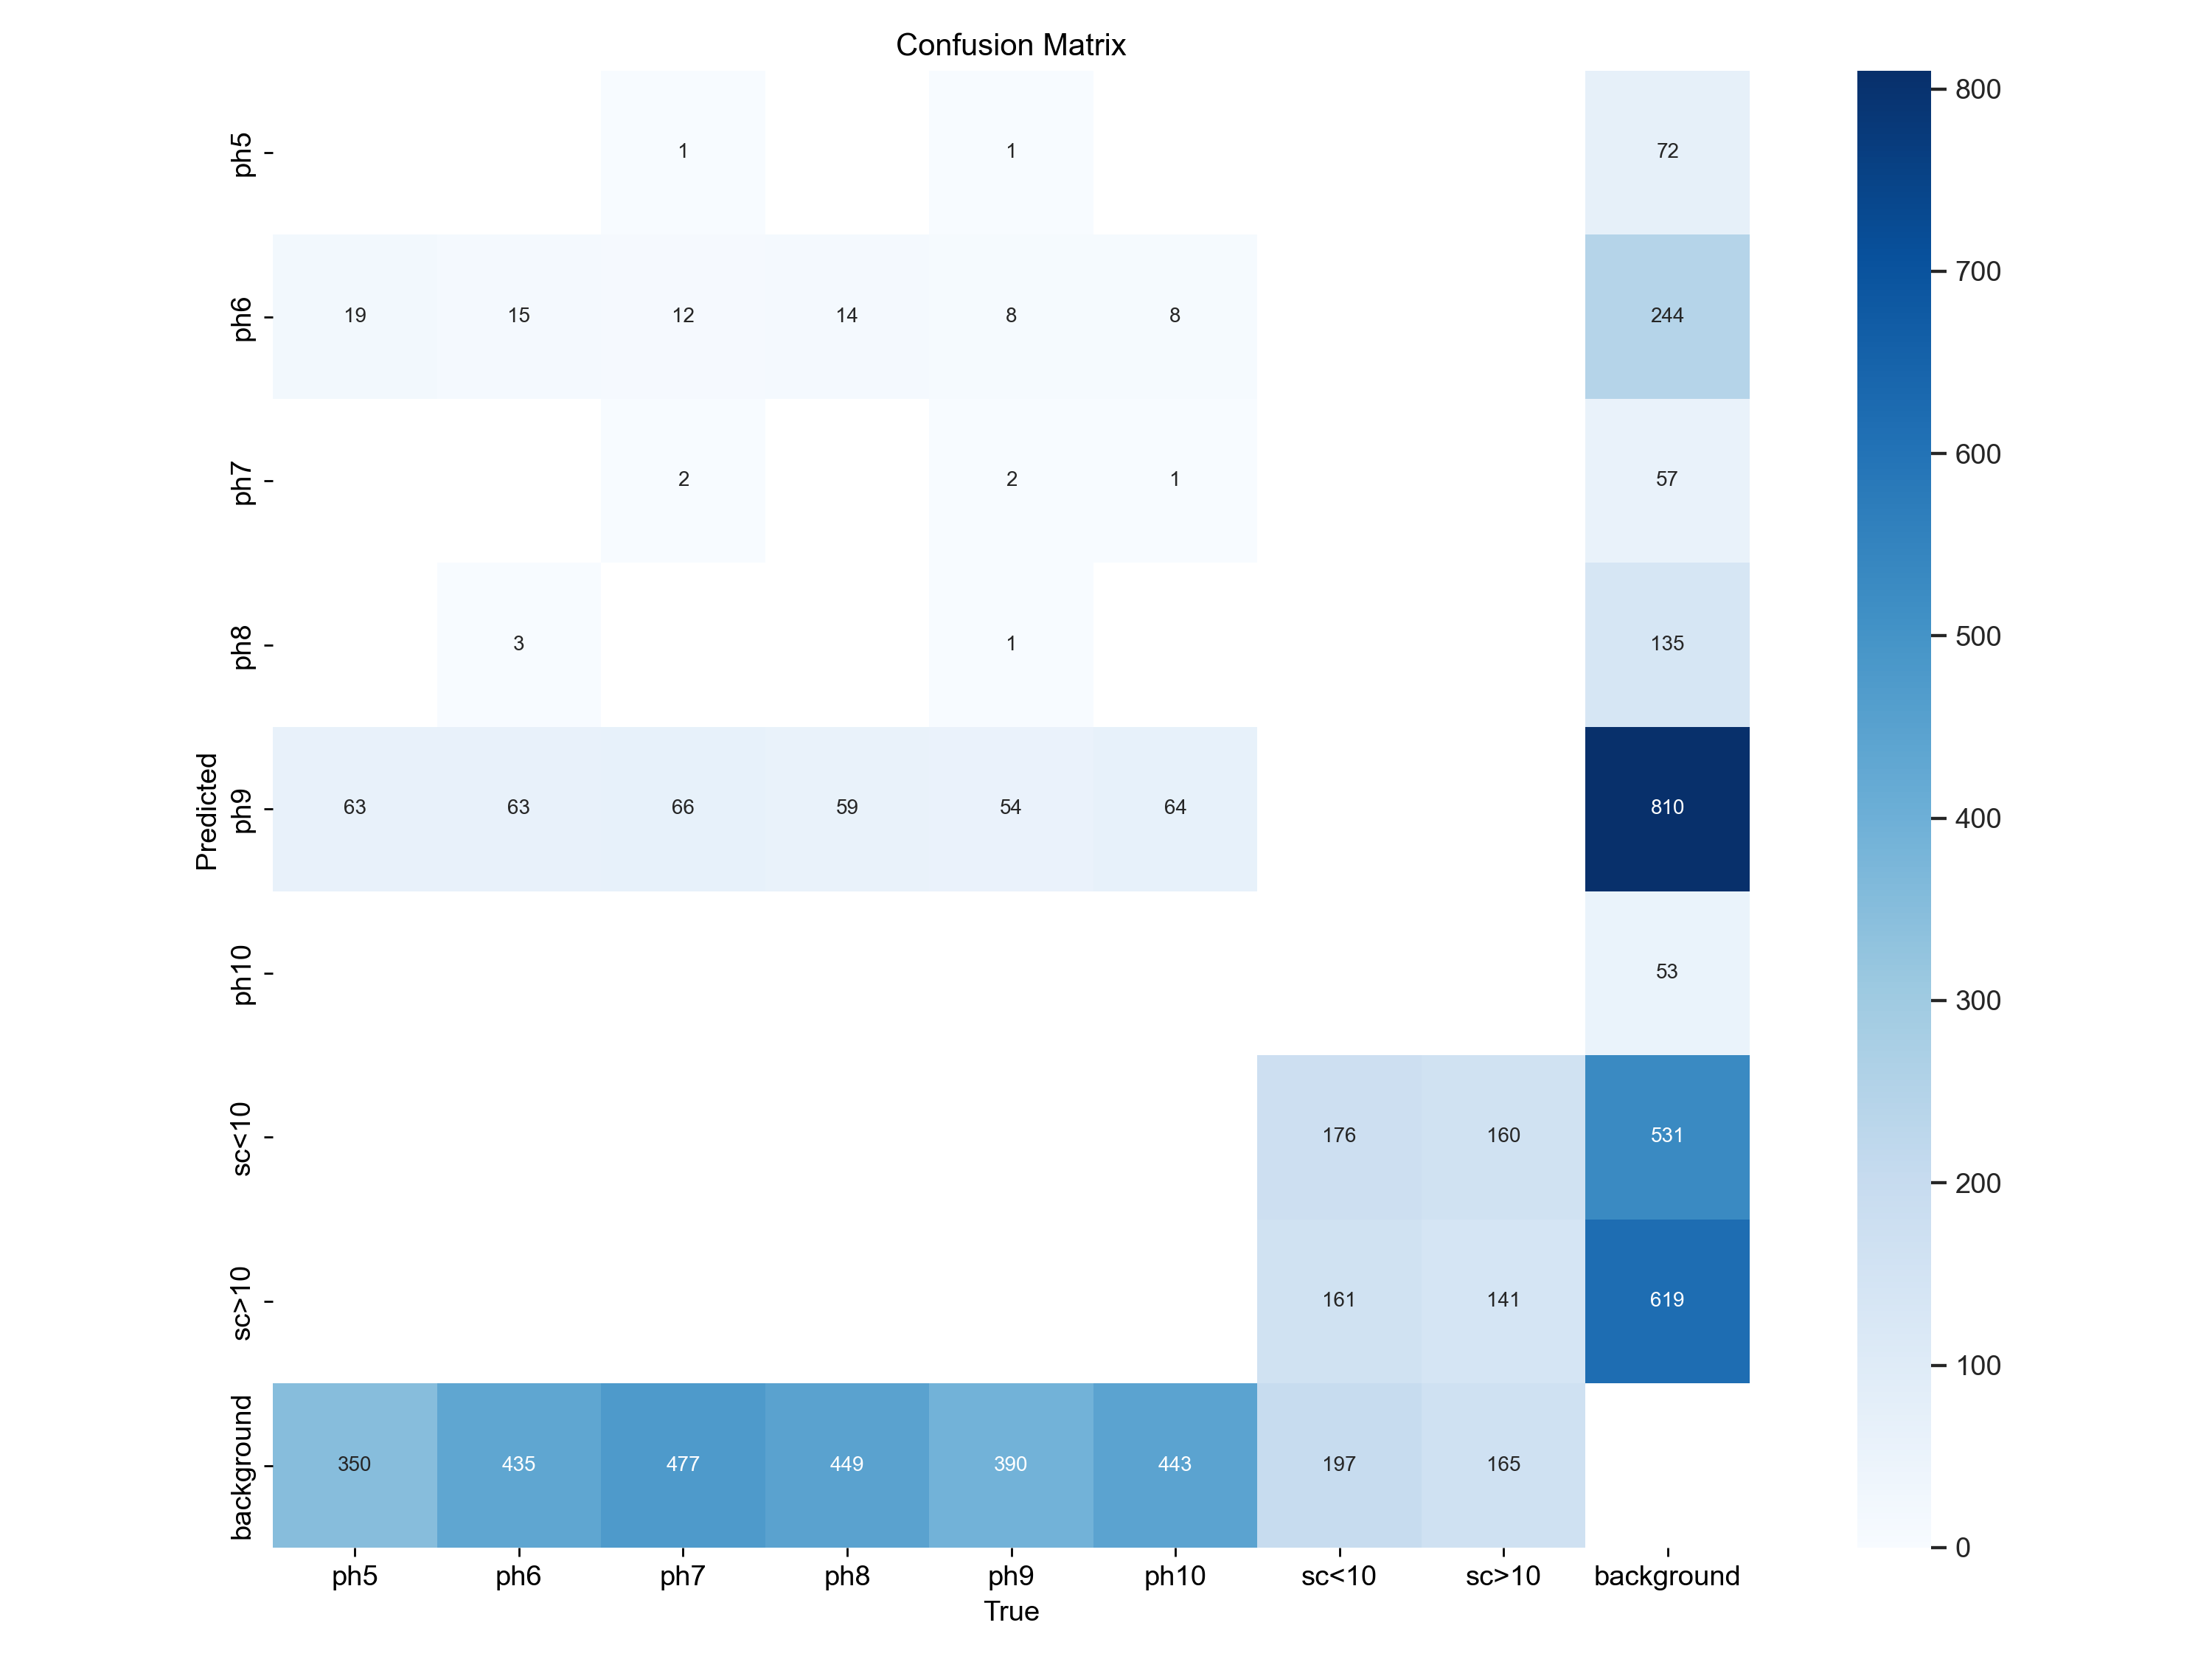 Confusion Matrix
ph5 1 1 72
ph6 19 15 12 14 8 8 244
ph7 2 2 1 57
ph8 3 1 135
ph9 63 63 66 59 54 64 810
ph10 53
sc<10 176 160 531
sc>10 161 141 619
background 350 435 477 449 390 443 197 165
ph5 ph6 ph7 ph8 ph9 ph10 sc<10 sc>10 background
True
Predicted
800
700
600
500
400
300
200
100
0